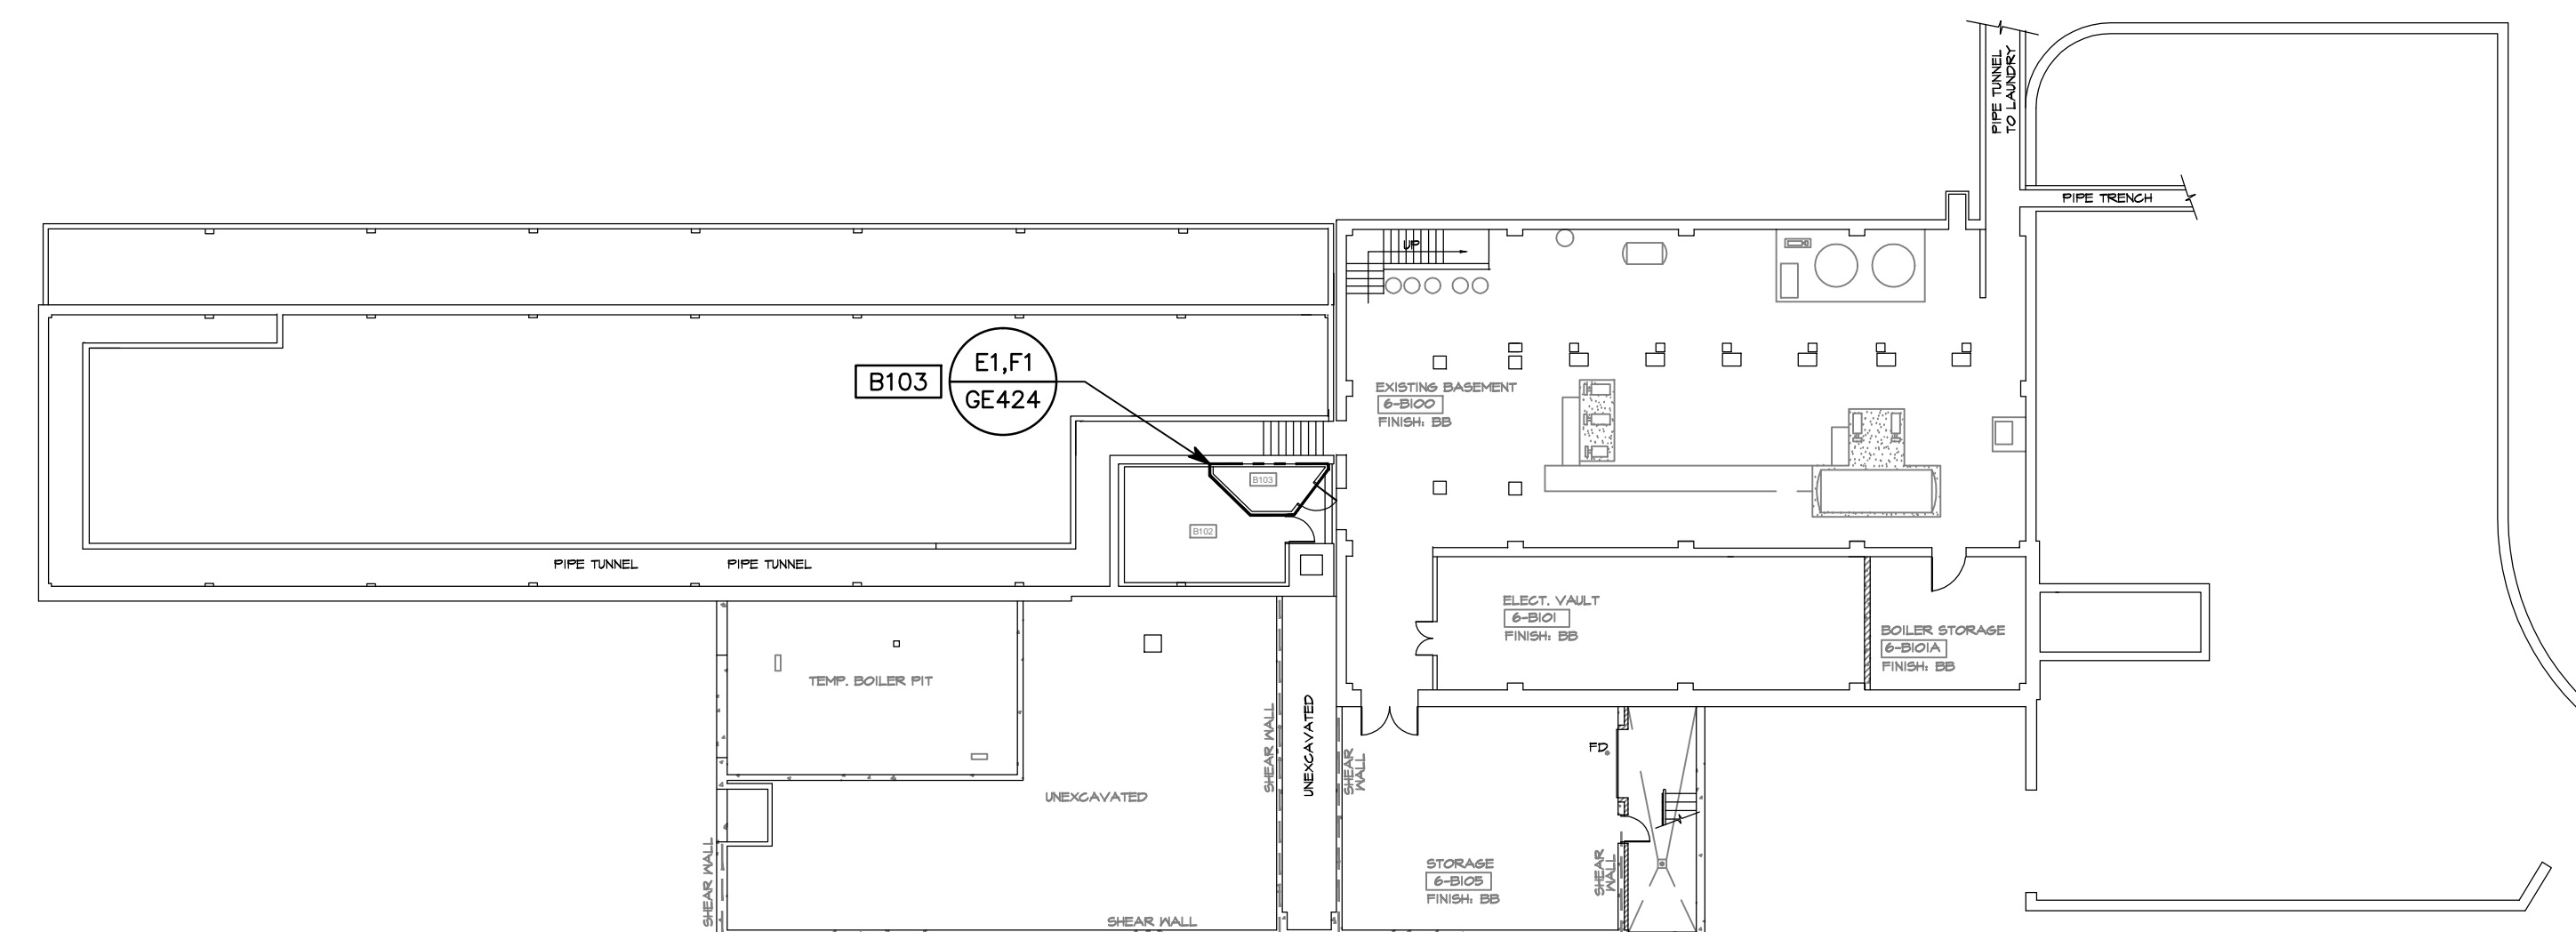 PIPE TUNNEL
TO LAUNDRY
PIPE TRENCH
UP
E1,F1
B103
GE424
EXISTING BASEMENT
6-B100
FINISH: BB
B103
B102
PIPE TUNNEL
PIPE TUNNEL
ELECT. VAULT
6-B101
FINISH: BB
BOILER STORAGE
6-B101A
FINISH: BB
TEMP. BOILER PIT
SHEAR WALL
UNEXCAVATED
SHEAR
WALL
FD
UNEXCAVATED
SHEAR WALL
STORAGE
6-B105
FINISH: BB
SHEAR
WALL
SHEAR WALL